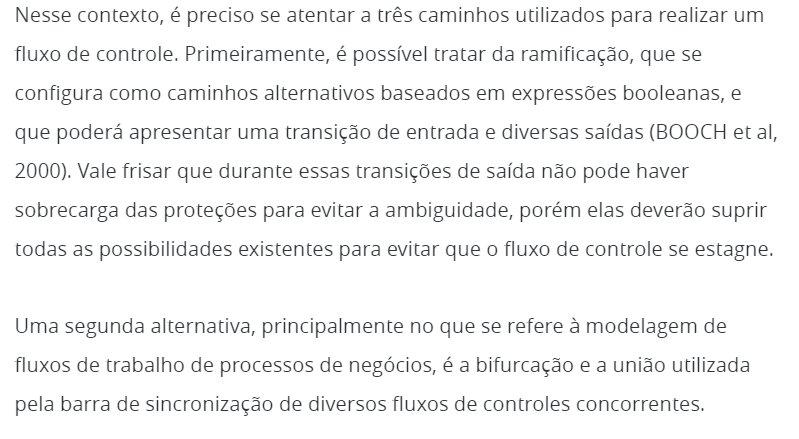 Nesse contexto, é preciso se atentar a três caminhos utilizados para realizar um
fluxo de controle. Primeiramente, é possível tratar da ramificação, que se
configura como caminhos alternativos baseados em expressões booleanas, e
que poderá apresentar uma transição de entrada e diversas saídas (BOOCH et al,
2000). Vale frisar que durante essas transições de saída não pode haver
sobrecarga das proteções para evitar a ambiguidade, porém elas deverão suprir
todas as possibilidades existentes para evitar que o fluxo de controle se estagne.
Uma segunda alternativa, principalmente no que se refere à modelagem de
fluxos de trabalho de processos de negócios, é a bifurcação e a união utilizada
pela barra de sincronização de diversos fluxos de controles concorrentes.